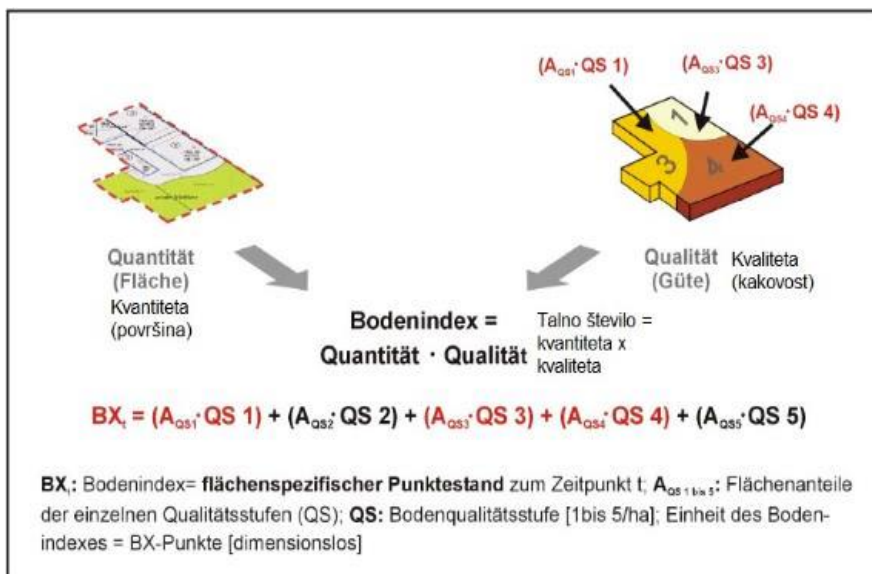 (A_QS1·QS 1)
(A_QS3·QS 3)
(A_QS4·QS 4)
1
3
4
Quantität
(Fläche)
Kvantiteta
(površina)
Qualität
(Güte)
Kvaliteta
(kakovost)
Bodenindex =
Quantität · Qualität
Talno število =
kvantiteta x
kvaliteta
BX_t = (A_QS1·QS 1) + (A_QS2·QS 2) + (A_QS3·QS 3) + (A_QS4·QS 4) + (A_QS5·QS 5)
BX_t: Bodenindex= flächenspezifischer Punktestand zum Zeitpunkt t; A_QS 1 bis 5: Flächenanteile
der einzelnen Qualitätsstufen (QS); QS: Bodenqualitätsstufe [1bis 5/ha]; Einheit des Boden-
indexes = BX-Punkte [dimensionslos]